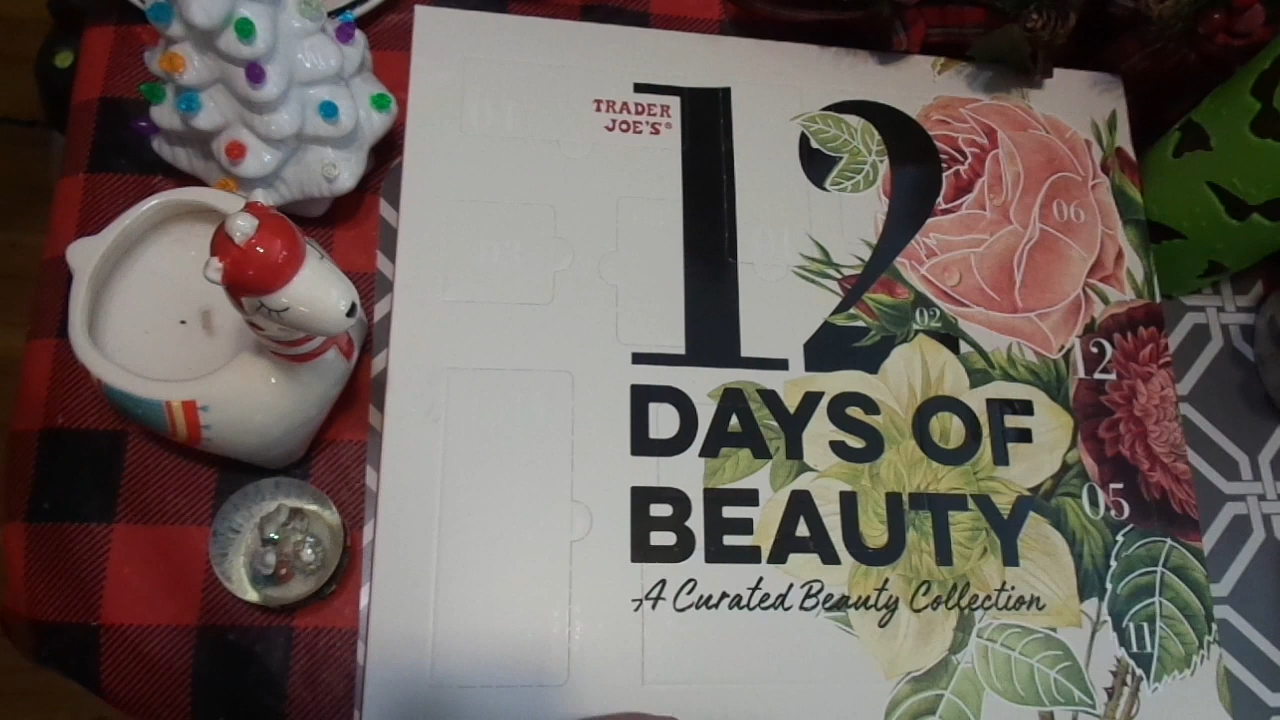 TRADER
JOE'S®
12
06
02
12
DAYS OF
05
BEAUTY
A Curated Beauty Collection
11